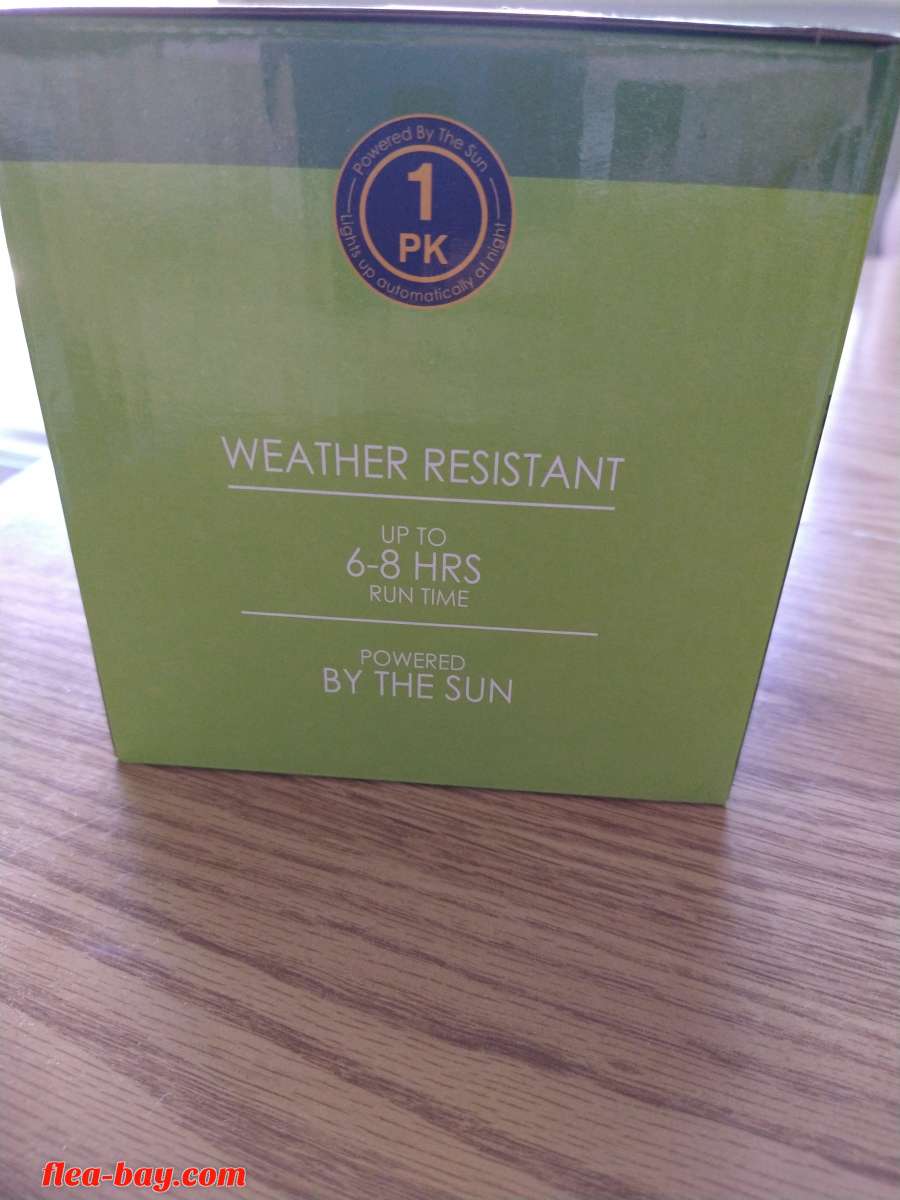 Powered By The Sun
1
PK
Lights up automatically at night
WEATHER RESISTANT
UP TO
6-8 HRS
RUN TIME
POWERED
BY THE SUN
flea-bay.com